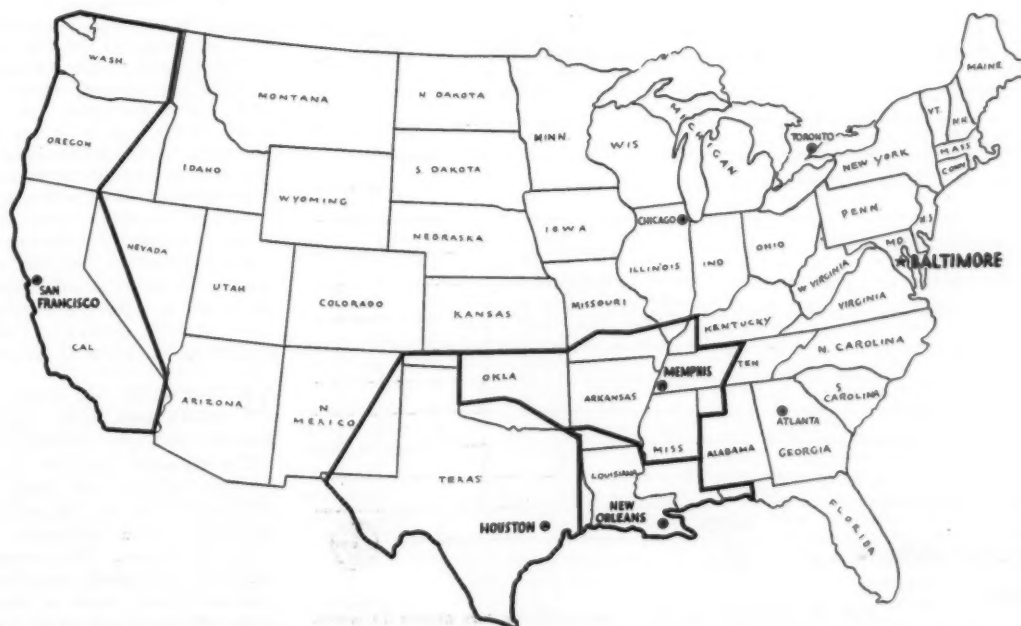 WASH.
MONTANA
N DAKOTA
MINN.
MICHIGAN
MAINE
VT.
N.H.
OREGON
IDAHO
S. DAKOTA
WIS
TORONTO
NEW YORK
MASS
CONN
WYOMING
NEBRASKA
IOWA
CHICAGO
PENN.
N.J.
NEVADA
UTAH
COLORADO
KANSAS
MISSOURI
ILLINOIS
IND
OHIO
W VIRGINIA
MD.
BALTIMORE
VIRGINIA
SAN
FRANCISCO
CAL
KENTUCKY
ARIZONA
N
MEXICO
OKLA
ARKANSAS
MEMPHIS
TEN
N. CAROLINA
S
CAROLINA
ATLANTA
TEXAS
LOUISIANA
MISS
ALABAMA
GEORGIA
HOUSTON
NEW
ORLEANS
FLORIDA